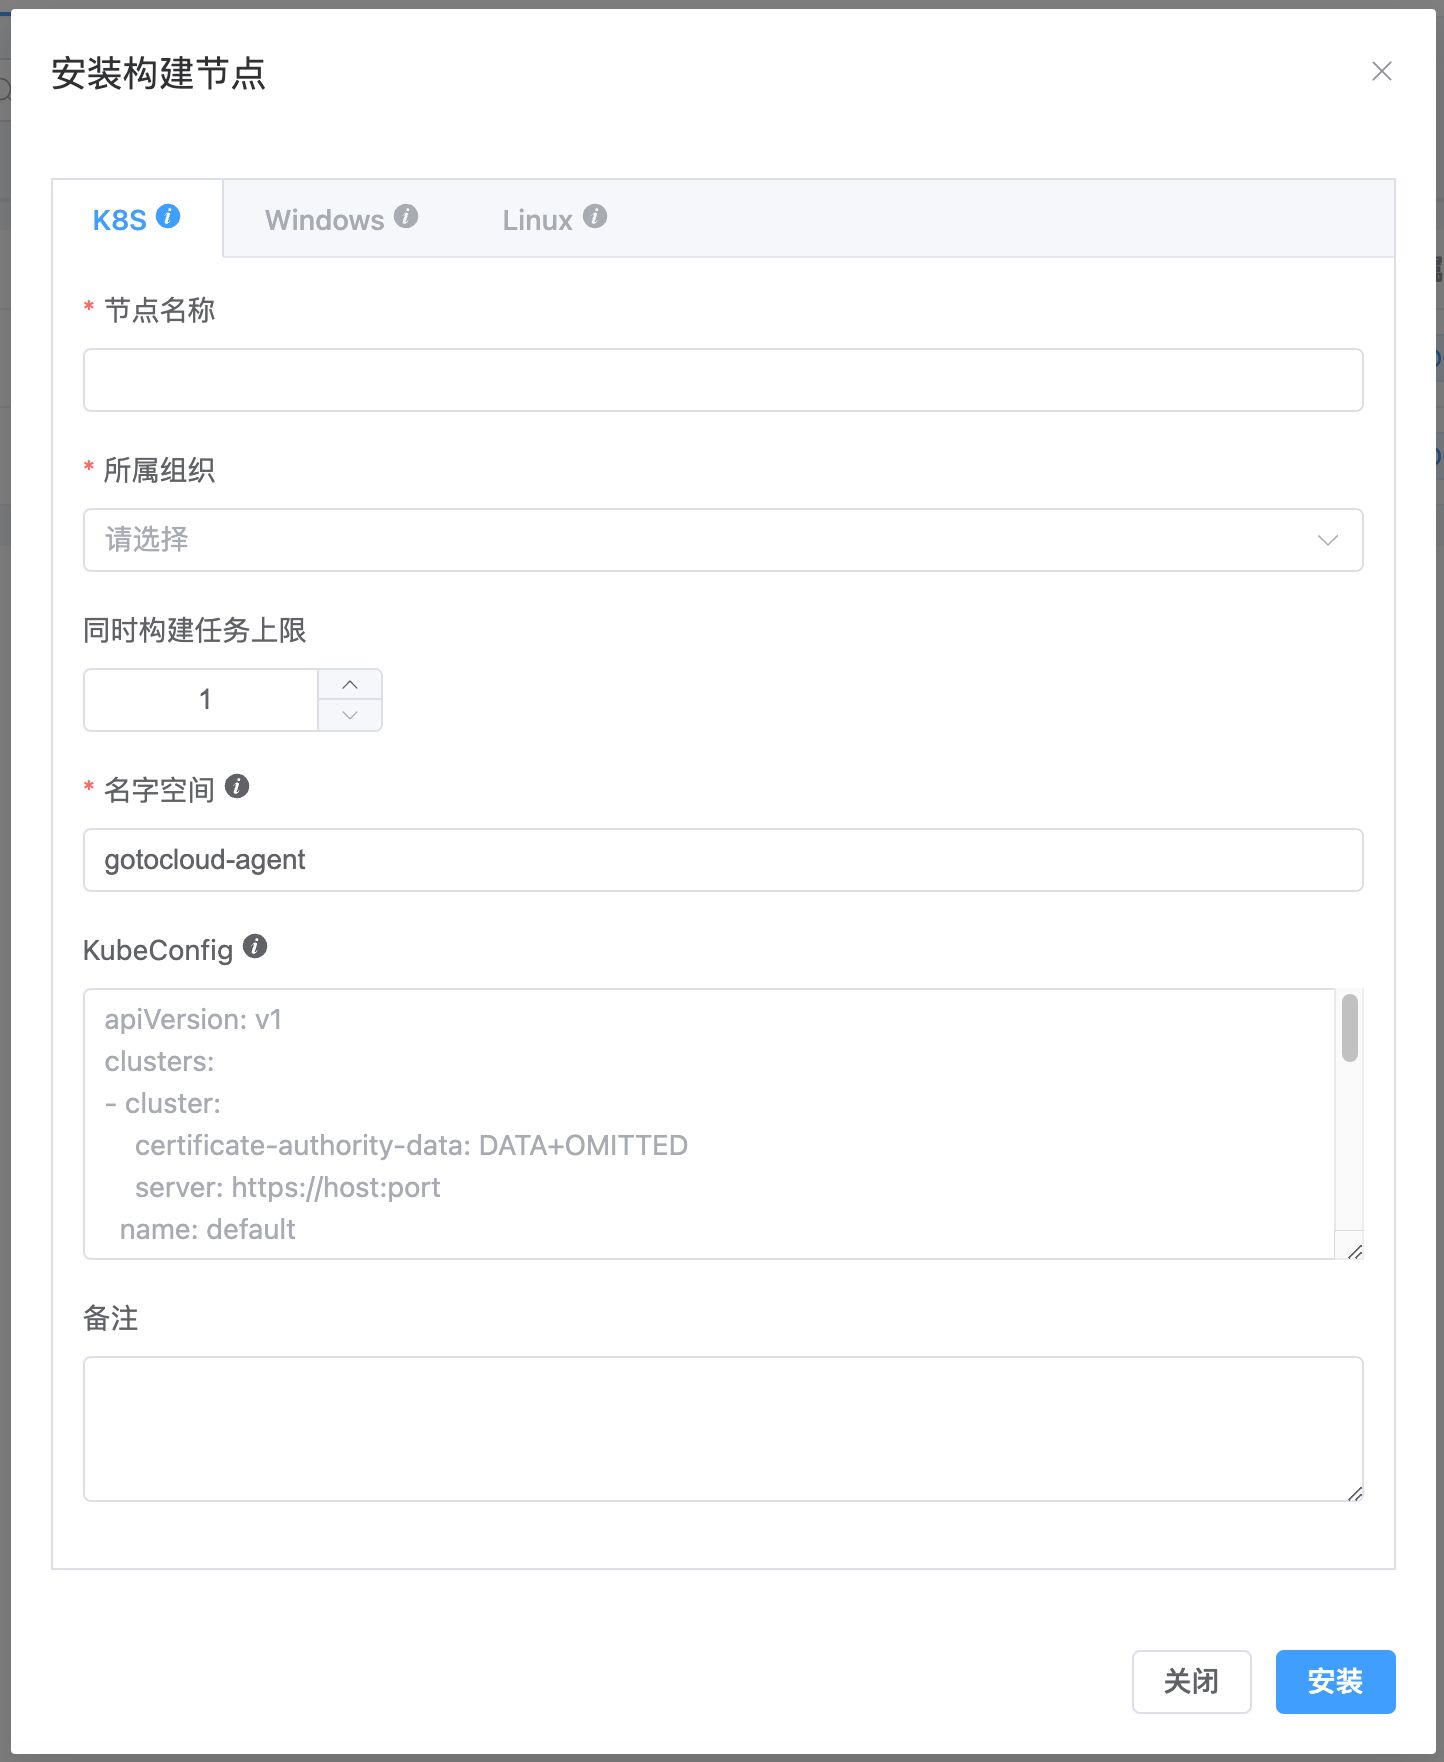 安装构建节点
K8S
Windows
Linux
* 节点名称
* 所属组织
请选择
同时构建任务上限
1
* 名字空间
gotocloud-agent
KubeConfig
apiVersion: v1
clusters:
- cluster:
certificate-authority-data: DATA+OMITTED
server: https://host:port
name: default
备注
关闭
安装